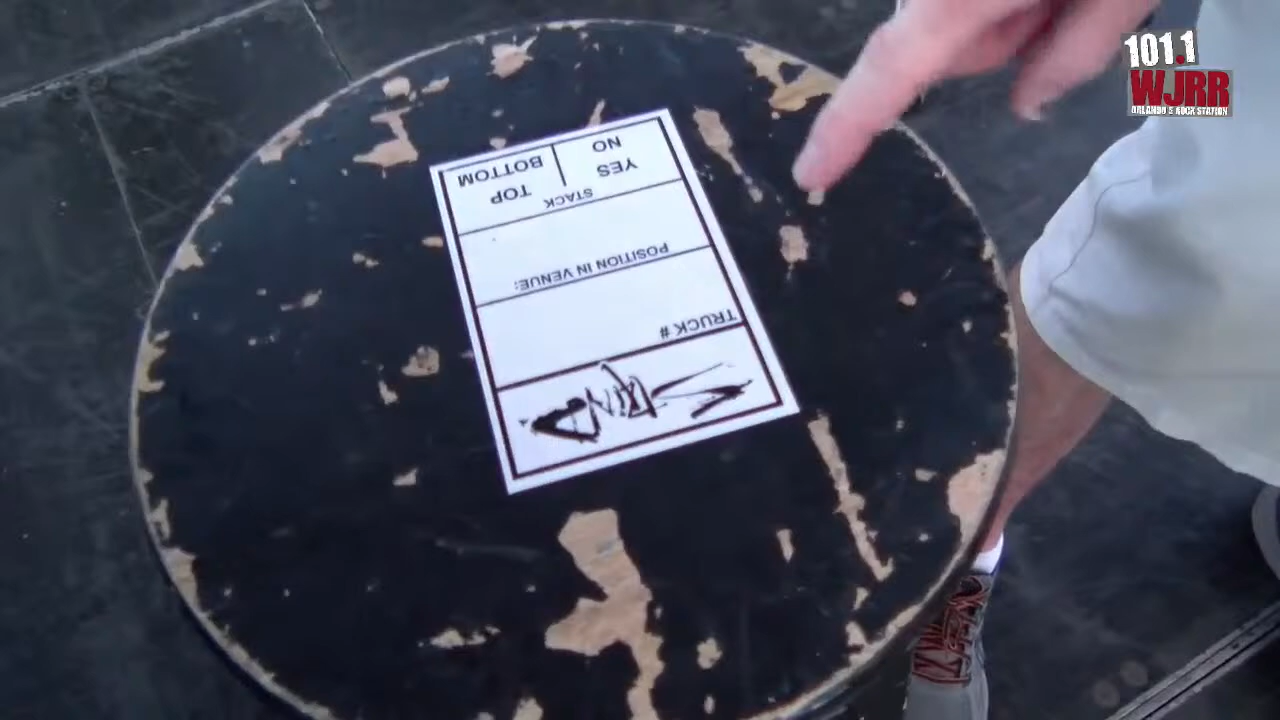 101.1
WJRR
ORLANDO'S ROCK STATION
TRUCK #
POSITION IN VENUE:
STACK
YES
NO
TOP
BOTTOM